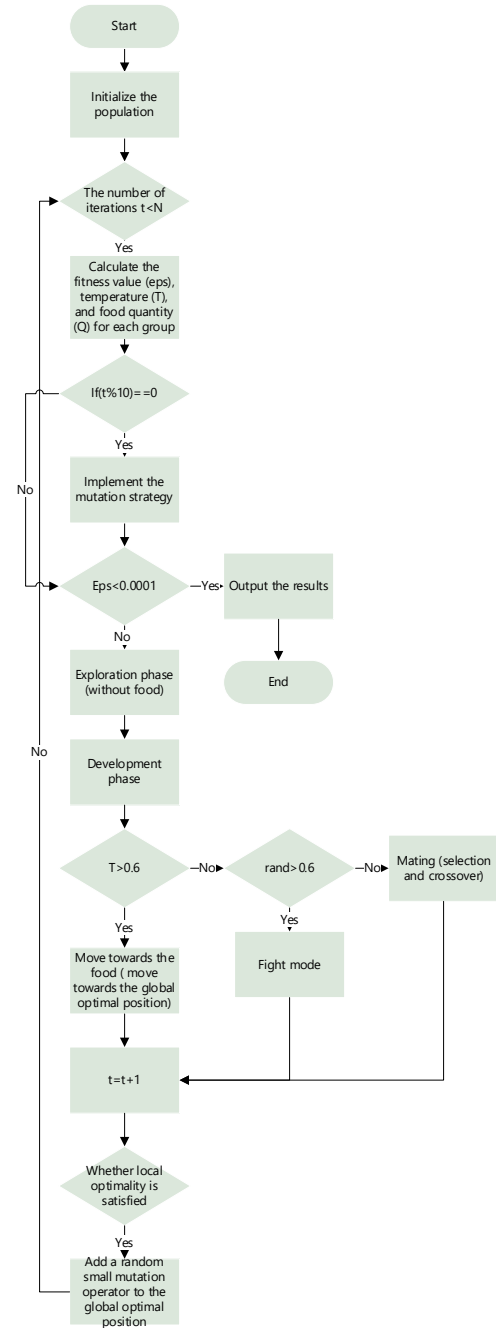 Start
Initialize the
population
The number of
iterations t<N
Yes
Calculate the
fitness value (eps),
temperature (T),
and food quantity
(Q) for each group
If(t%10)==0
Yes
No
Implement the
mutation strategy
Eps<0.0001
Yes
Output the results
No
End
Exploration phase
(without food)
No
Development
phase
T>0.6
No
rand>0.6
No
Mating (selection
and crossover)
Yes
Yes
Move towards the
food ( move
towards the global
optimal position)
Fight mode
t=t+1
Whether local
optimality is
satisfied
Yes
Add a random
small mutation
operator to the
global optimal
position